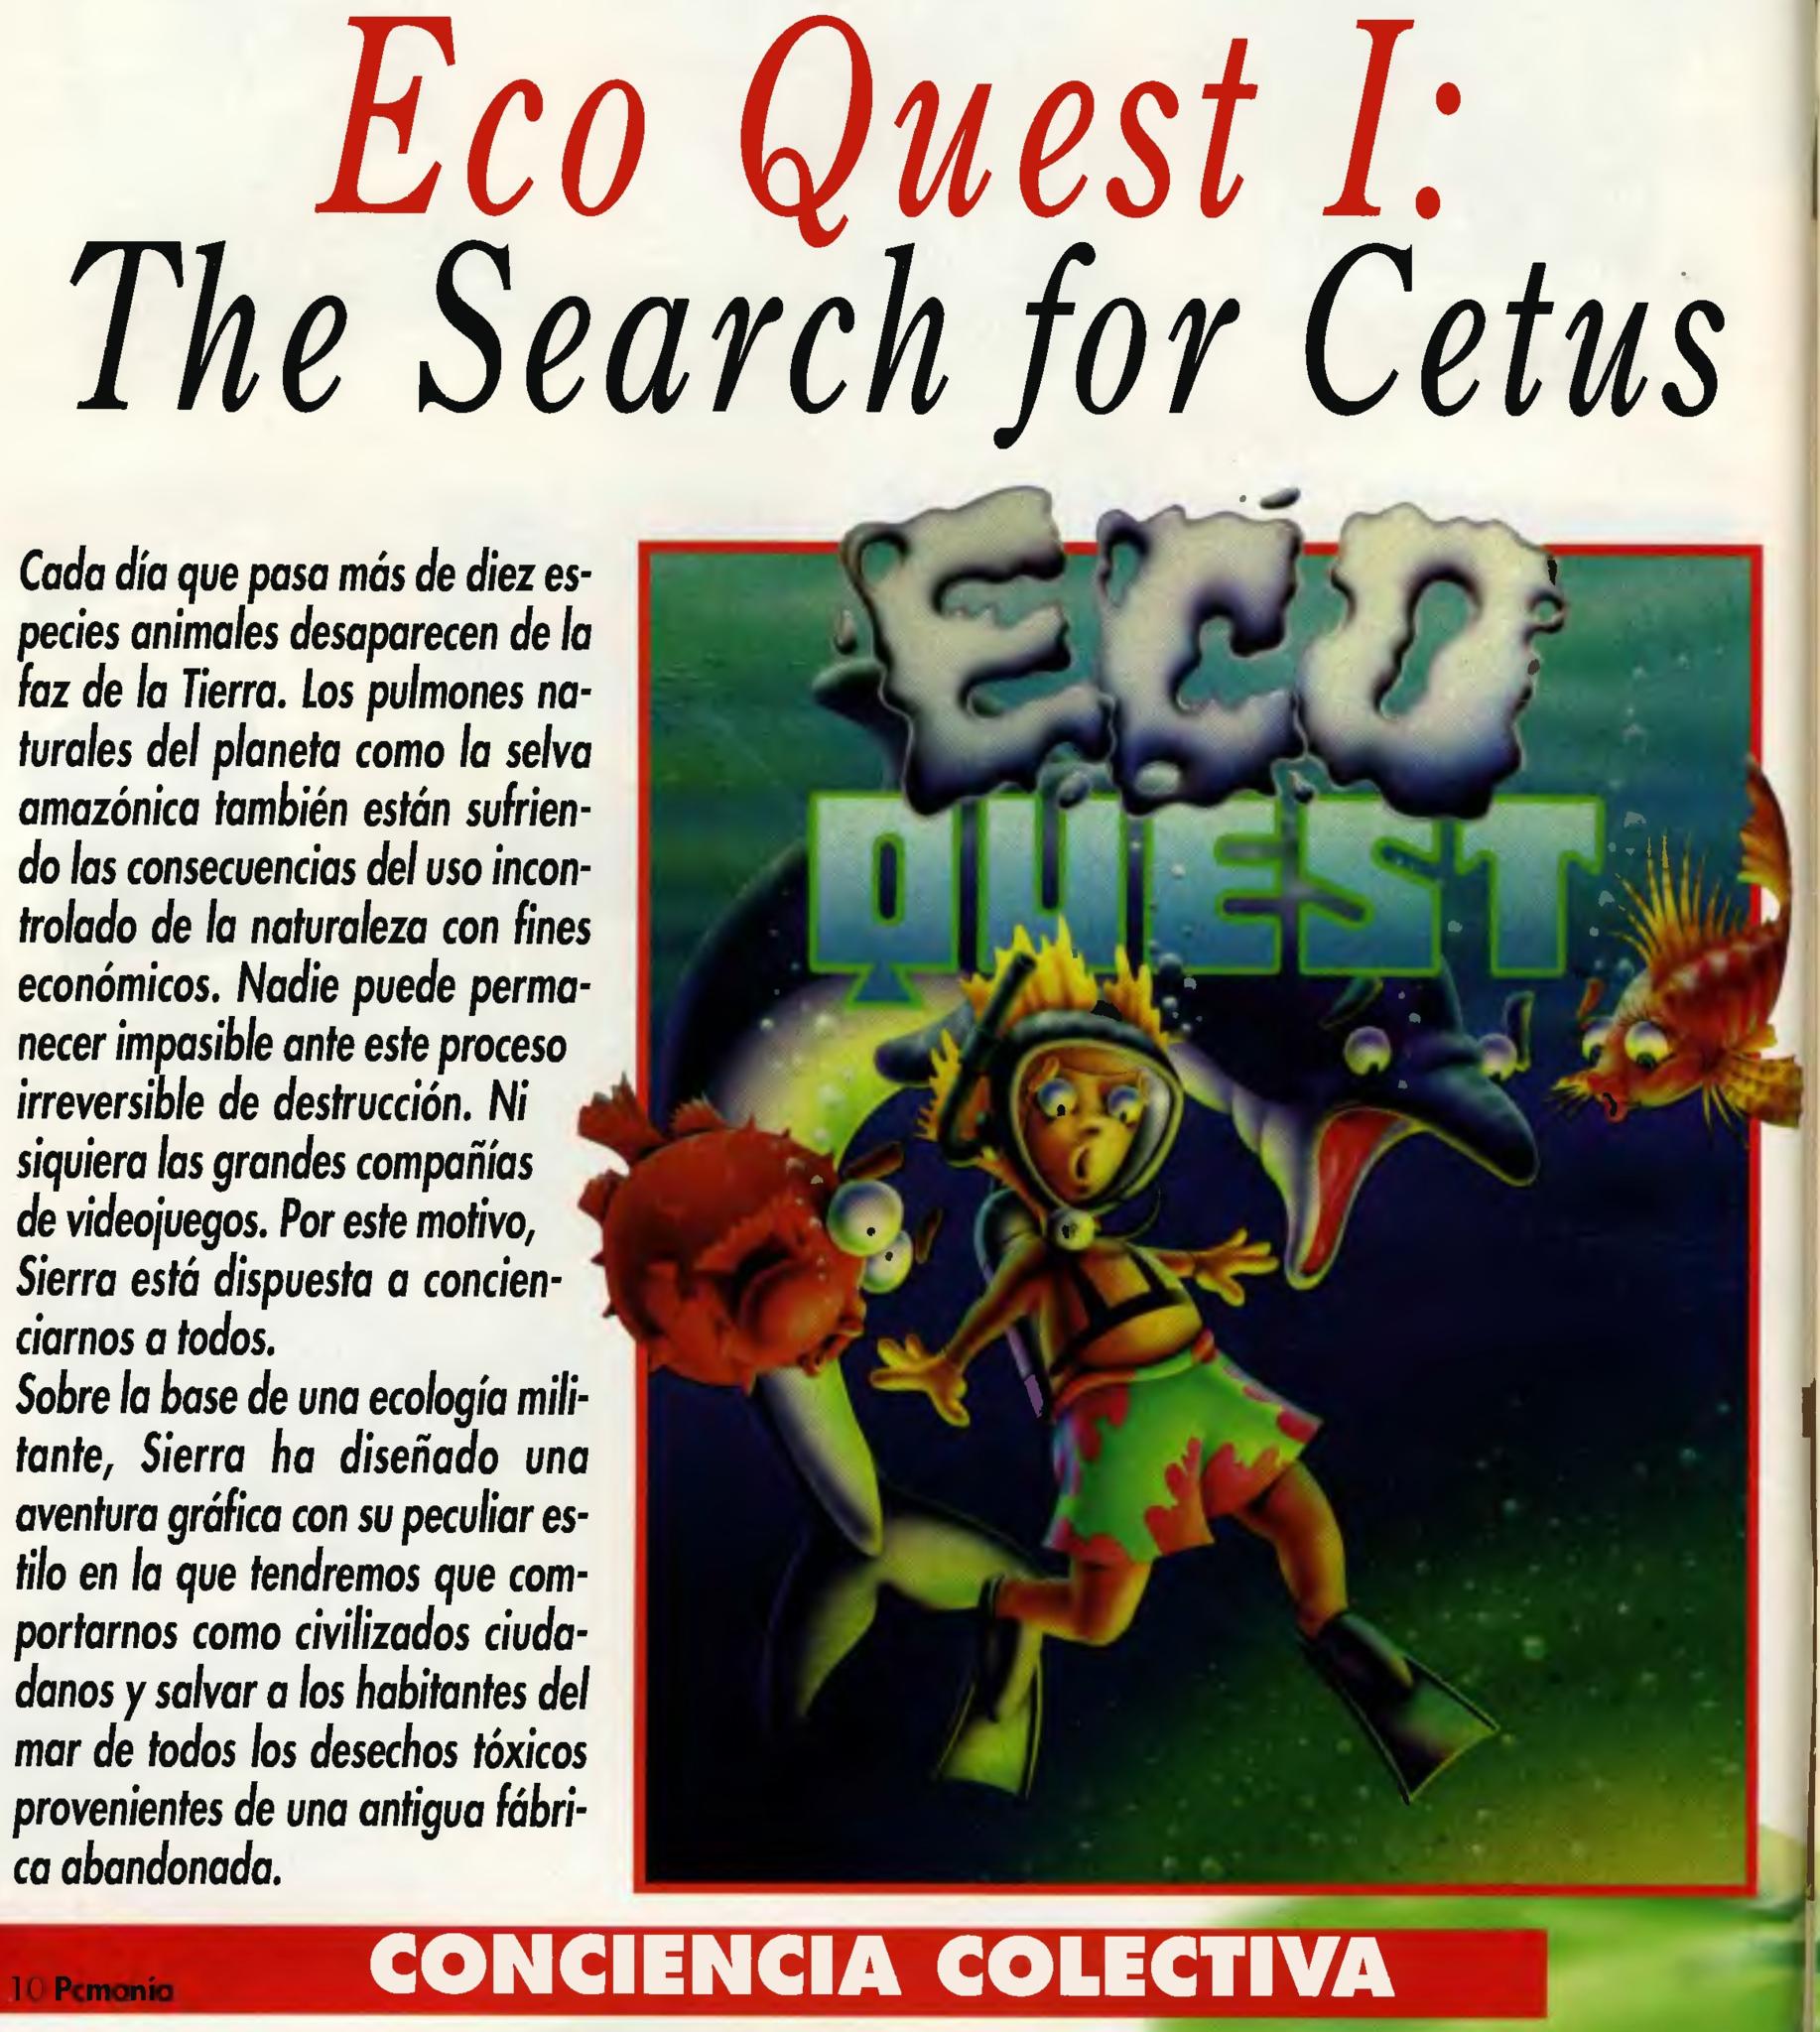 Eco Quest I:
The Search for Cetus
ECO
QUEST
Cada día que pasa más de diez es-
pecies animales desaparecen de la
faz de la Tierra. Los pulmones na-
turales del planeta como la selva
amazónica también están sufrien-
do las consecuencias del uso incon-
trolado de la naturaleza con fines
económicos. Nadie puede perma-
necer impasible ante este proceso
irreversible de destrucción. Ni
siquiera las grandes compañías
de videojuegos. Por este motivo,
Sierra está dispuesta a concien-
ciarnos a todos.
Sobre la base de una ecología mili-
tante, Sierra ha diseñado una
aventura gráfica con su peculiar es-
tilo en la que tendremos que com-
portarnos como civilizados ciuda-
danos y salvar a los habitantes del
mar de todos los desechos tóxicos
provenientes de una antigua fábri-
ca abandonada.
CONCIENCIA COLECTIVA
10 Pcmanía